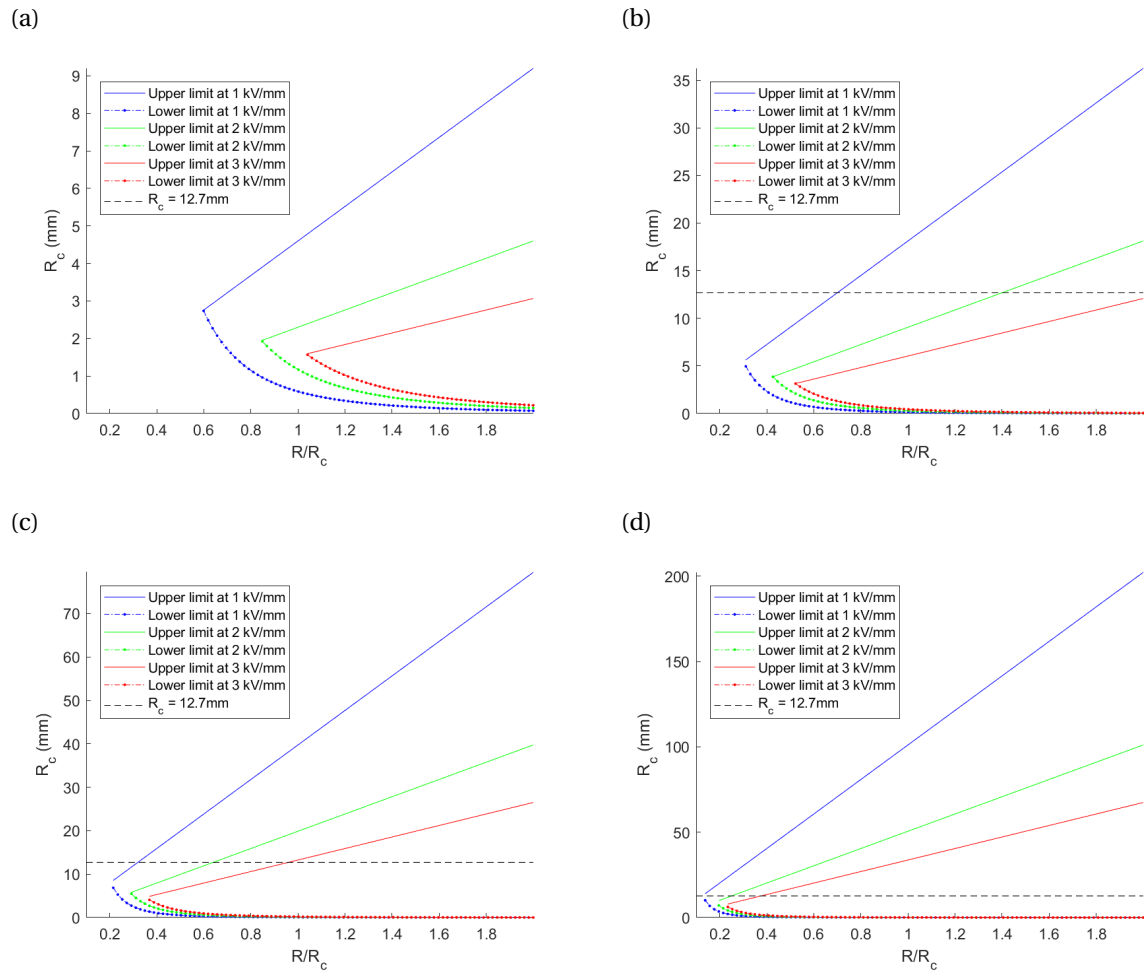 (a)
9
8
7
6
5
4
3
2
1
0
R_c (mm)
Upper limit at 1 kV/mm
Lower limit at 1 kV/mm
Upper limit at 2 kV/mm
Lower limit at 2 kV/mm
Upper limit at 3 kV/mm
Lower limit at 3 kV/mm
R_c = 12.7mm
0.2 0.4 0.6 0.8 1 1.2 1.4 1.6 1.8
R/R_c
(b)
35
30
25
20
15
10
5
0
R_c (mm)
Upper limit at 1 kV/mm
Lower limit at 1 kV/mm
Upper limit at 2 kV/mm
Lower limit at 2 kV/mm
Upper limit at 3 kV/mm
Lower limit at 3 kV/mm
R_c = 12.7mm
0.2 0.4 0.6 0.8 1 1.2 1.4 1.6 1.8
R/R_c
(c)
70
60
50
40
30
20
10
0
R_c (mm)
Upper limit at 1 kV/mm
Lower limit at 1 kV/mm
Upper limit at 2 kV/mm
Lower limit at 2 kV/mm
Upper limit at 3 kV/mm
Lower limit at 3 kV/mm
R_c = 12.7mm
0.2 0.4 0.6 0.8 1 1.2 1.4 1.6 1.8
R/R_c
(d)
200
150
100
50
0
R_c (mm)
Upper limit at 1 kV/mm
Lower limit at 1 kV/mm
Upper limit at 2 kV/mm
Lower limit at 2 kV/mm
Upper limit at 3 kV/mm
Lower limit at 3 kV/mm
R_c = 12.7mm
0.2 0.4 0.6 0.8 1 1.2 1.4 1.6 1.8
R/R_c